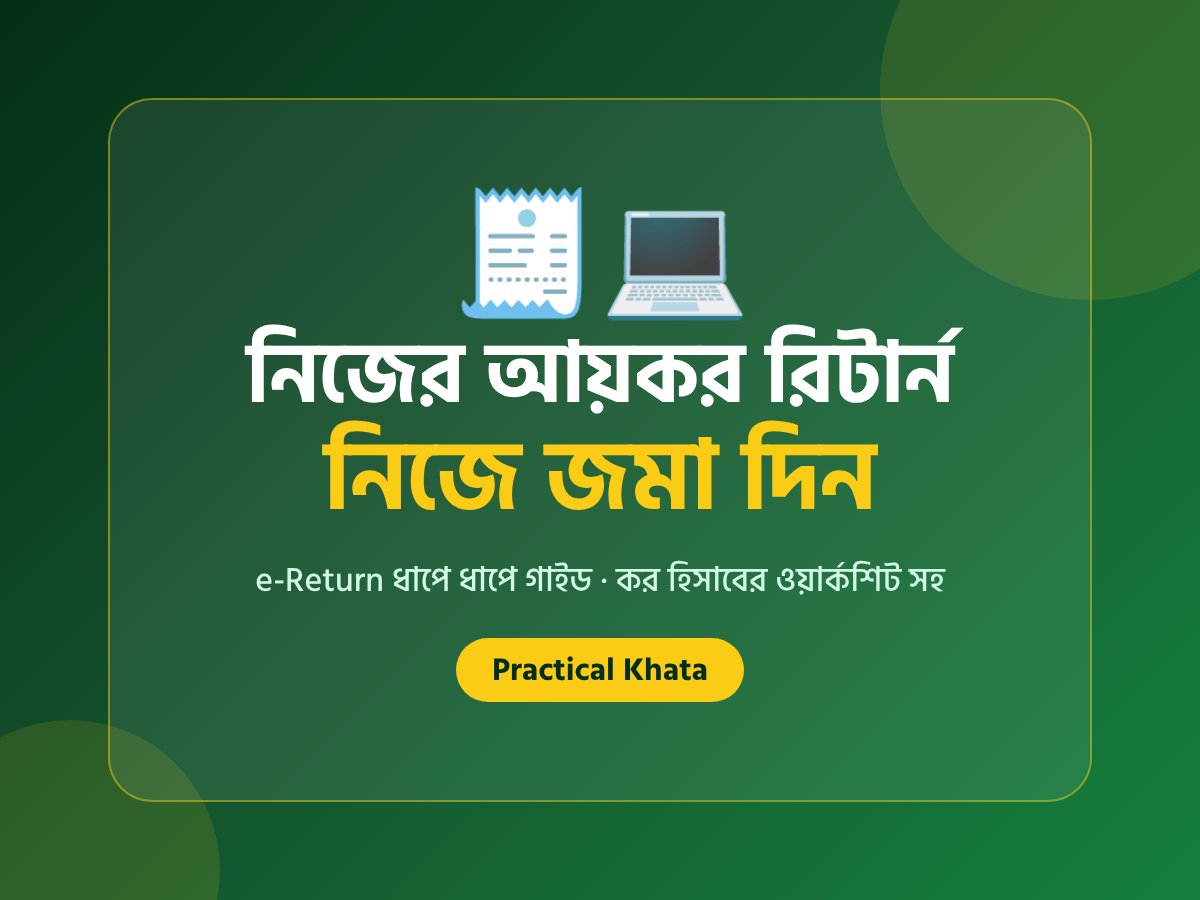 নিজের আয়কর রিটার্ন
নিজে জমা দিন
e-Return ধাপে ধাপে গাইড · কর হিসাবের ওয়ার্কশিট সহ
Practical Khata